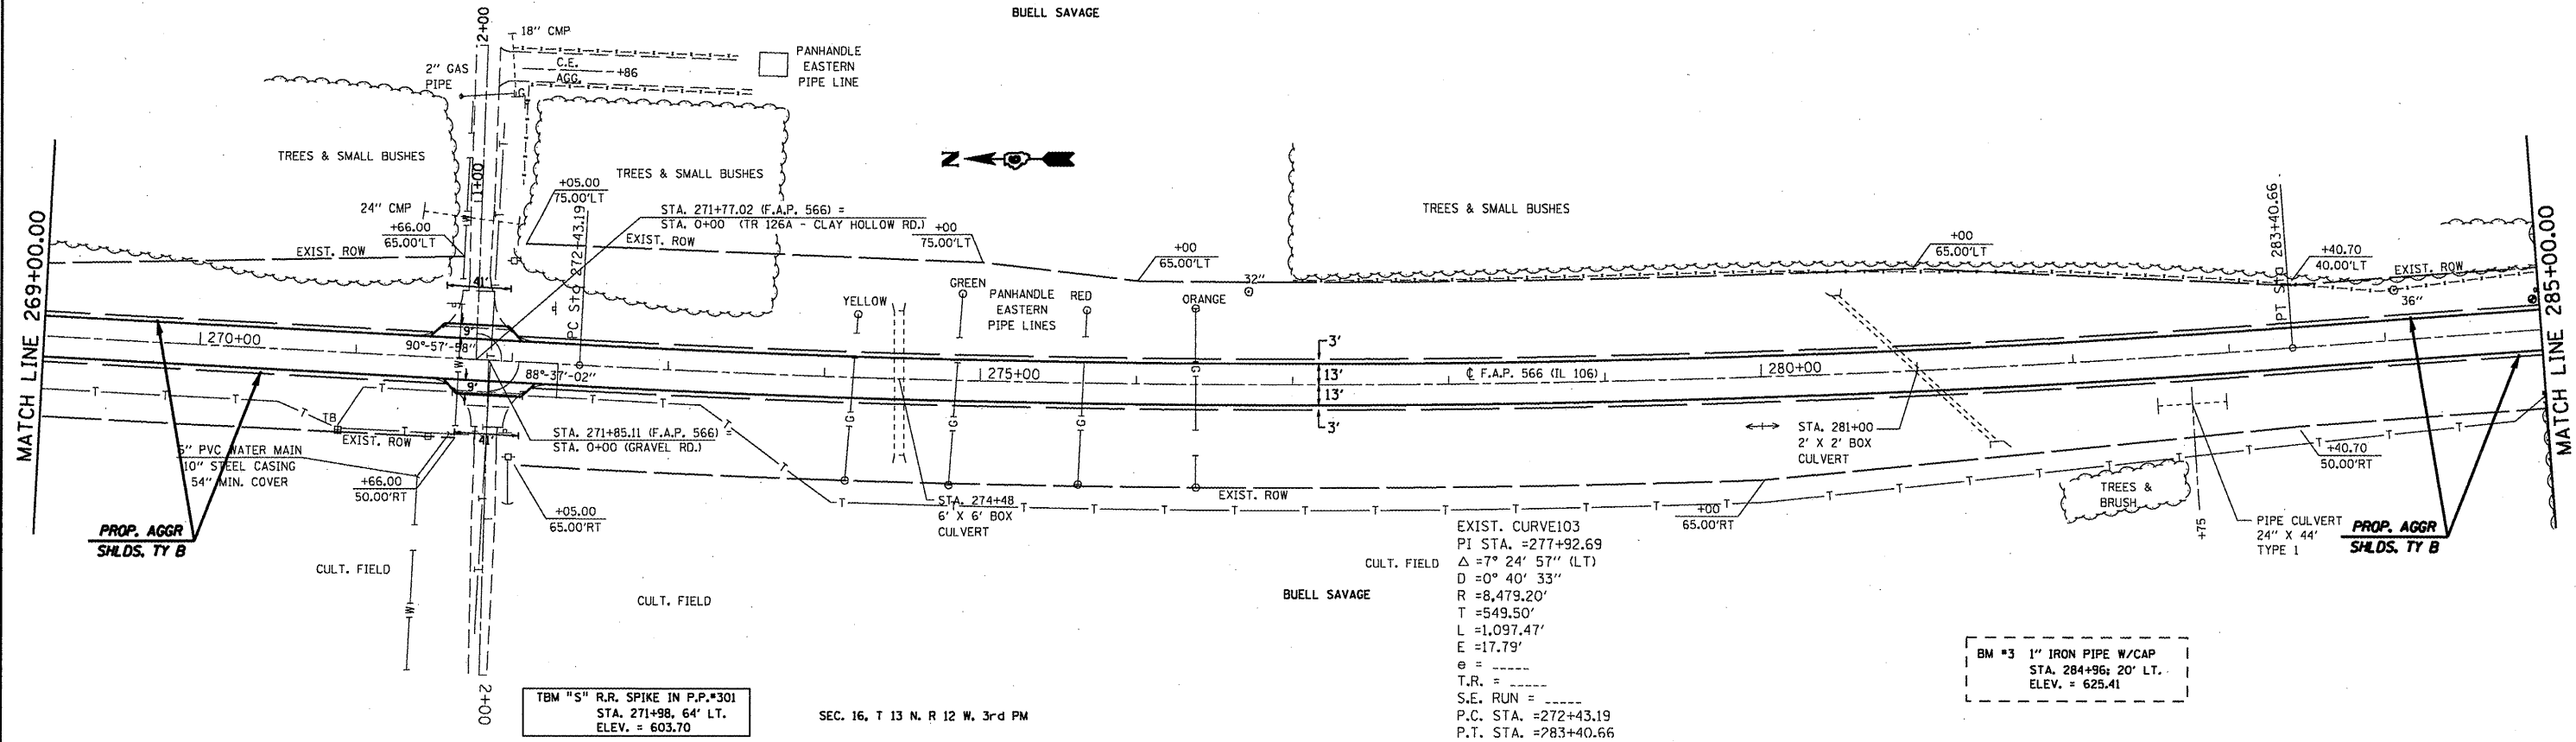 BUELL SAVAGE
2+00
18" CMP
C.E.
+86
AGG.
PANHANDLE
EASTERN
PIPE LINE
2" GAS
PIPE
G
TREES & SMALL BUSHES
1+00
W
TREES & SMALL BUSHES
N
TREES & SMALL BUSHES
24" CMP
+66.00
65.00'LT
EXIST. ROW
+05.00
75.00'LT
PC Sta 272+43.19
STA. 271+77.02 (F.A.P. 566) =
STA. 0+00 (TR 126A - CLAY HOLLOW RD.)
EXIST. ROW
+00
75.00'LT
+00
65.00'LT
32"
+00
65.00'LT
PT Sta 283+40.66
+40.70
40.00'LT
EXIST. ROW
36"
MATCH LINE 269+00.00
MATCH LINE 285+00.00
41'
9'
90°-57'-58"
W
9'
88°-37'-02"
41'
YELLOW
GREEN
PANHANDLE
EASTERN
PIPE LINES
RED
ORANGE
G
G
G
G
270+00
275+00
℄ F.A.P. 566 (IL 106)
280+00
3'
13'
13'
3'
T T T T T T T T
TB
EXIST. ROW
6" PVC WATER MAIN
10" STEEL CASING
54" MIN. COVER
+66.00
50.00'RT
STA. 271+85.11 (F.A.P. 566) =
STA. 0+00 (GRAVEL RD.)
+05.00
65.00'RT
STA. 274+48
6' X 6' BOX
CULVERT
EXIST. ROW
STA. 281+00
2' X 2' BOX
CULVERT
+00
65.00'RT
+40.70
50.00'RT
TREES &
BRUSH
+75
PIPE CULVERT
24" X 44'
TYPE 1
PROP. AGGR
SHLDS. TY B
PROP. AGGR
SHLDS. TY B
CULT. FIELD
W
CULT. FIELD
CULT. FIELD
BUELL SAVAGE
EXIST. CURVE103
PI STA. =277+92.69
Δ =7° 24' 57" (LT)
D =0° 40' 33"
R =8,479.20'
T =549.50'
L =1,097.47'
E =17.79'
e = -----
T.R. = -----
S.E. RUN = -----
P.C. STA. =272+43.19
P.T. STA. =283+40.66
2+00
TBM "S" R.R. SPIKE IN P.P.#301
STA. 271+98, 64' LT.
ELEV. = 603.70
SEC. 16, T 13 N, R 12 W, 3rd PM
BM #3 1" IRON PIPE W/CAP
STA. 284+96; 20' LT.
ELEV. = 625.41